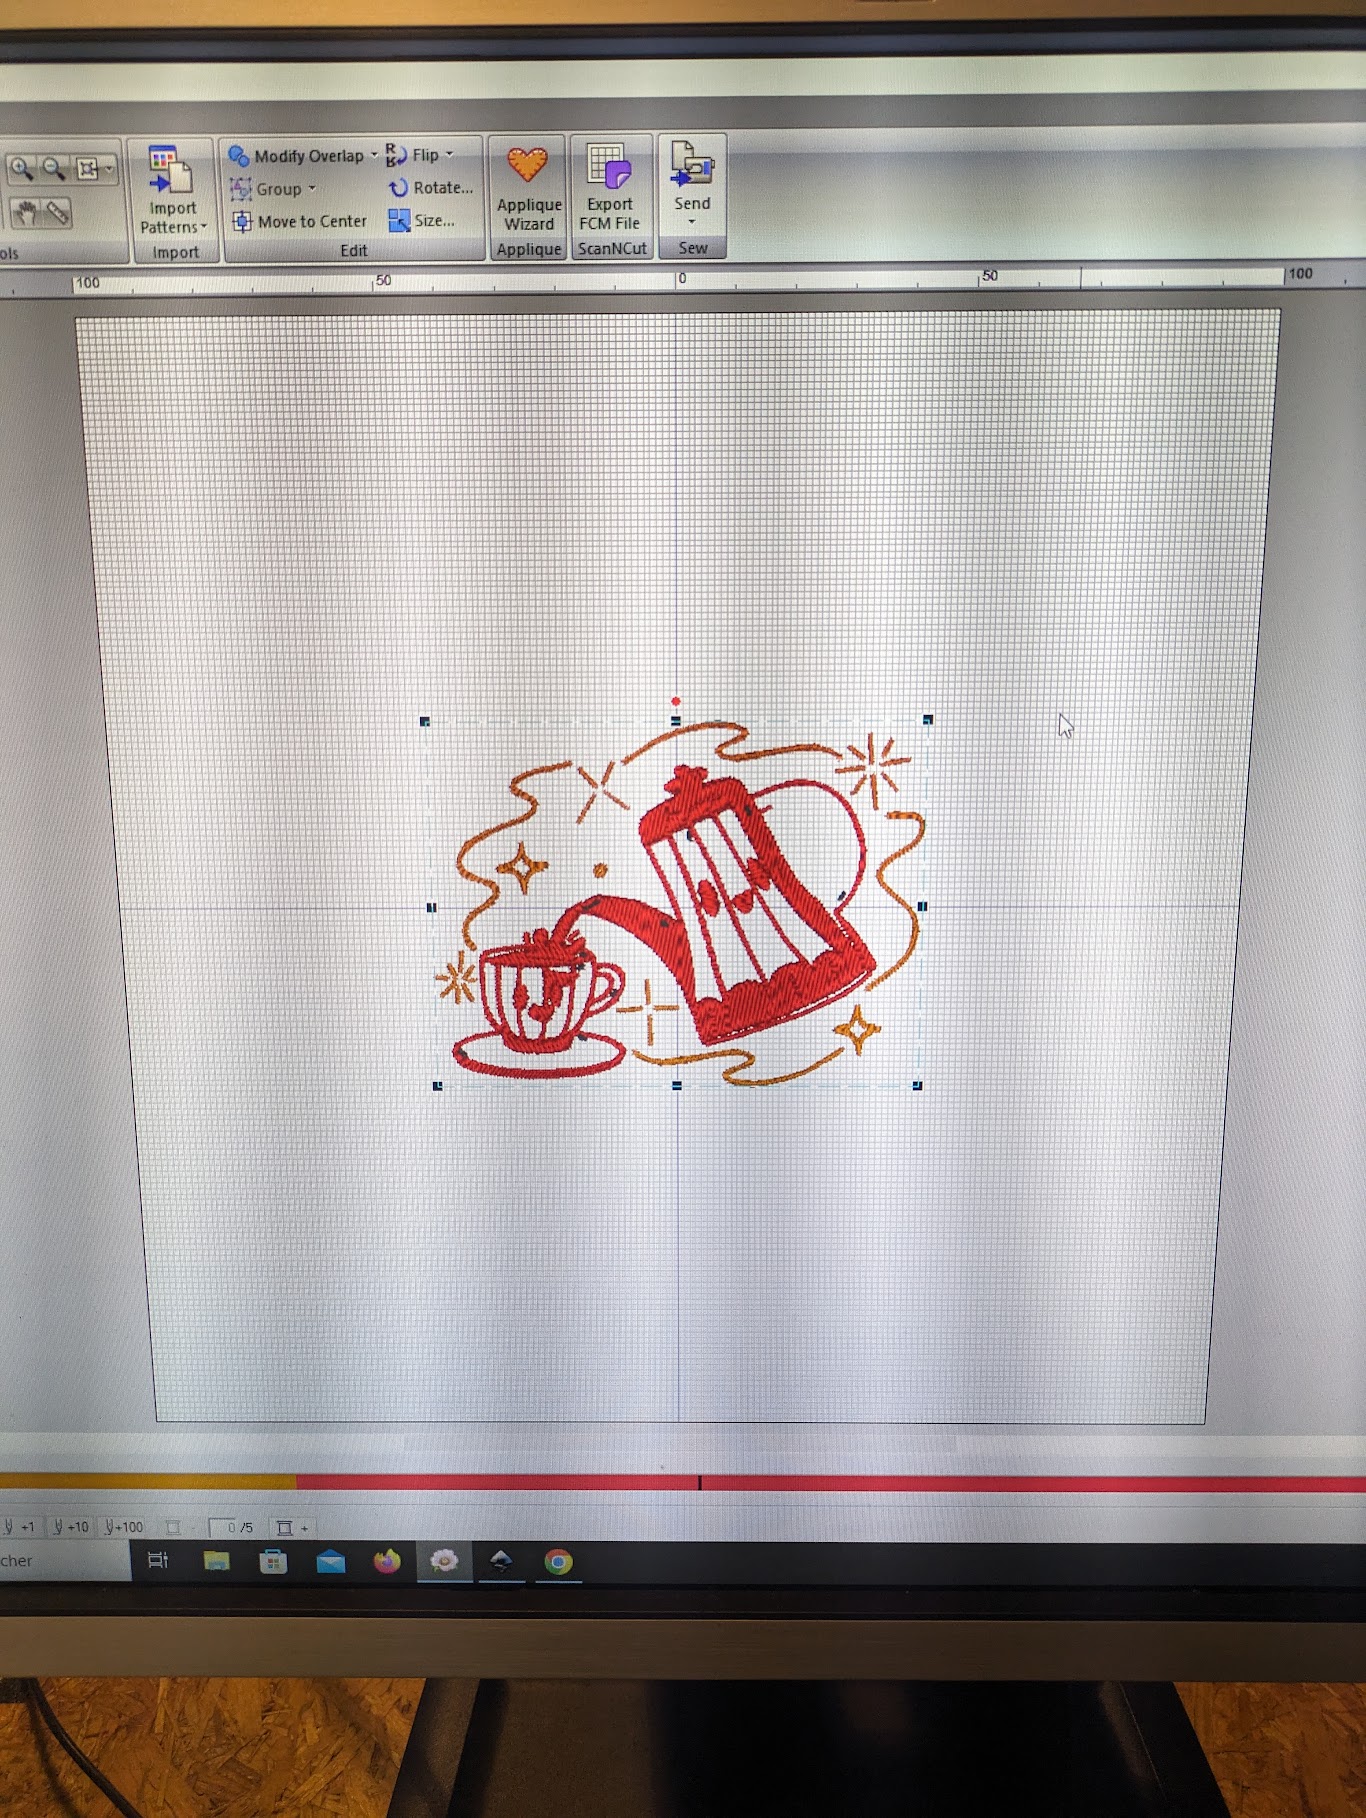 Import
Patterns
Import
Modify Overlap
Flip
Group
Rotate...
Move to Center
Size...
Edit
Applique
Wizard
Applique
Export
FCM File
ScanNCut
Send
Sew
ols
100
50
0
50
100
+1
+10
+100
0 /5
+
cher